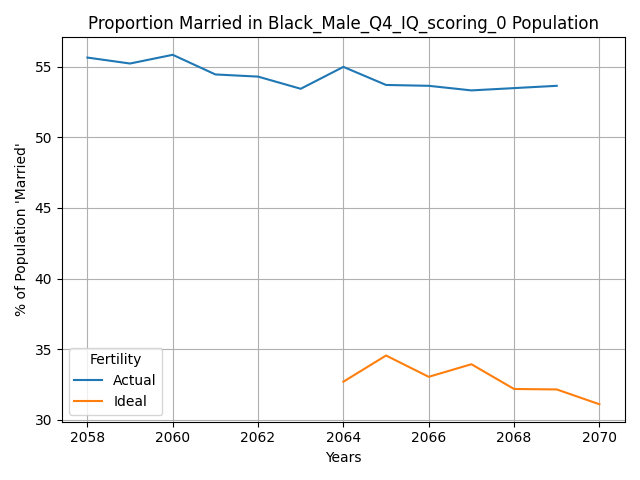 Proportion Married in Black_Male_Q4_IQ_scoring_0 Population
% of Population 'Married'
55
50
45
40
35
30
Fertility
Actual
Ideal
2058 2060 2062 2064 2066 2068 2070
Years